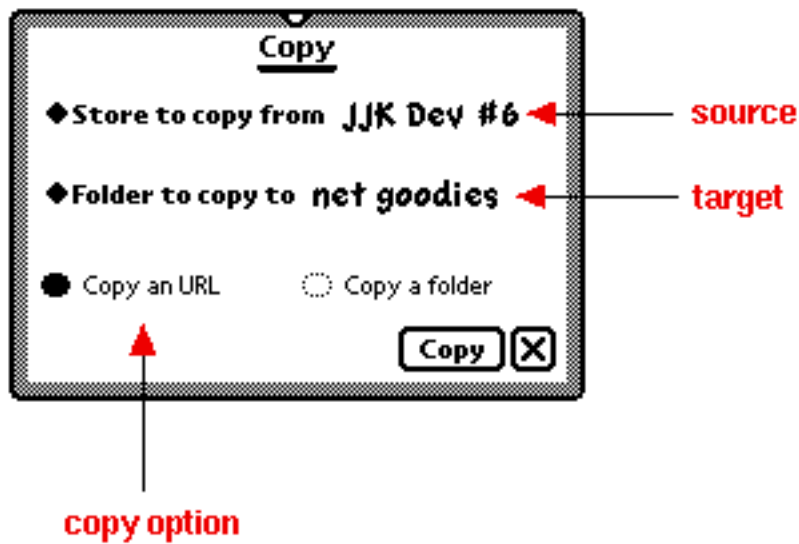 Copy
Store to copy from JJK Dev #6 source
Folder to copy to net goodies target
Copy an URL Copy a folder
Copy
copy option